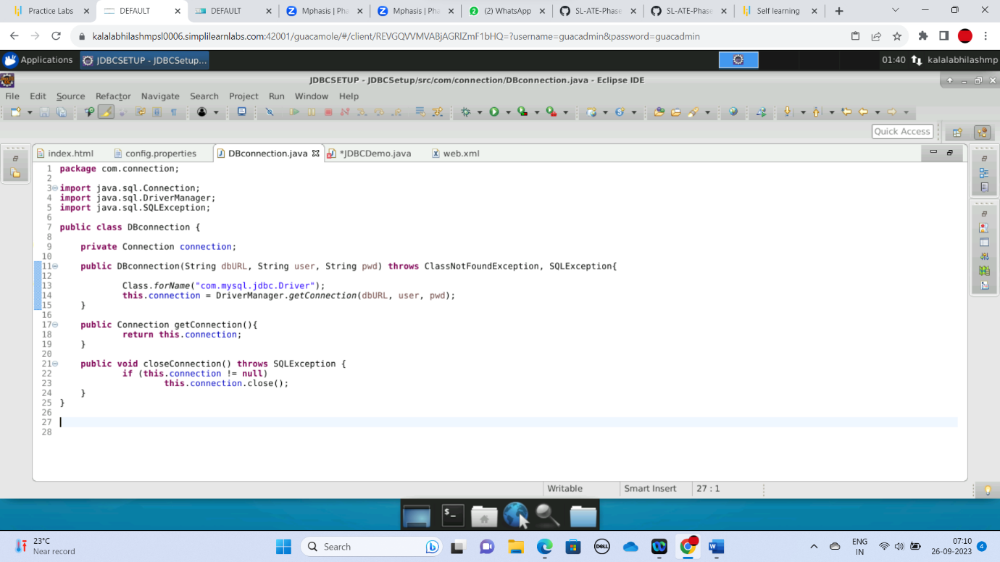 Practice Labs
DEFAULT
DEFAULT
Mphasis | Pha
Mphasis | Pha
(2) WhatsApp
SL-ATE-Phase
SL-ATE-Phase
Self learning
kalalabhilashmpsl0006.simplilearnlabs.com:42001/guacamole/#/client/REVGQVVMVABjAGRlZmF1bHQ=?username=guacadmin&password=guacadmin
Applications
JDBCSETUP - JDBCSetup...
01:40
kalalabhilashmp
JDBCSETUP - JDBCSetup/src/com/connection/DBconnection.java - Eclipse IDE
File Edit Source Refactor Navigate Search Project Run Window Help
Quick Access
index.html
config.properties
DBconnection.java
*JDBCDemo.java
web.xml
1 package com.connection;
2
3 import java.sql.Connection;
4 import java.sql.DriverManager;
5 import java.sql.SQLException;
6
7 public class DBconnection {
8
9 private Connection connection;
10
11 public DBconnection(String dbURL, String user, String pwd) throws ClassNotFoundException, SQLException{
12
13 Class.forName("com.mysql.jdbc.Driver");
14 this.connection = DriverManager.getConnection(dbURL, user, pwd);
15 }
16
17 public Connection getConnection(){
18 return this.connection;
19 }
20
21 public void closeConnection() throws SQLException {
22 if (this.connection != null)
23 this.connection.close();
24 }
25 }
26
27
28
Writable
Smart Insert
27 : 1
23°C
Near record
Search
DELL
ENG
IN
07:10
26-09-2023
4